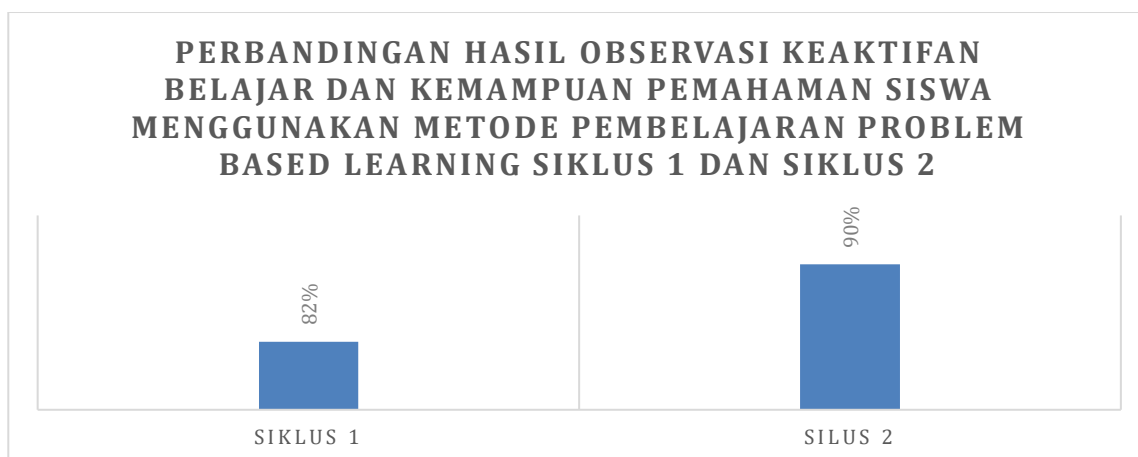 PERBANDINGAN HASIL OBSERVASI KEAKTIFAN
BELAJAR DAN KEMAMPUAN PEMAHAMAN SISWA
MENGGUNAKAN METODE PEMBELAJARAN PROBLEM
BASED LEARNING SIKLUS 1 DAN SIKLUS 2
82%
90%
SIKLUS 1
SILUS 2